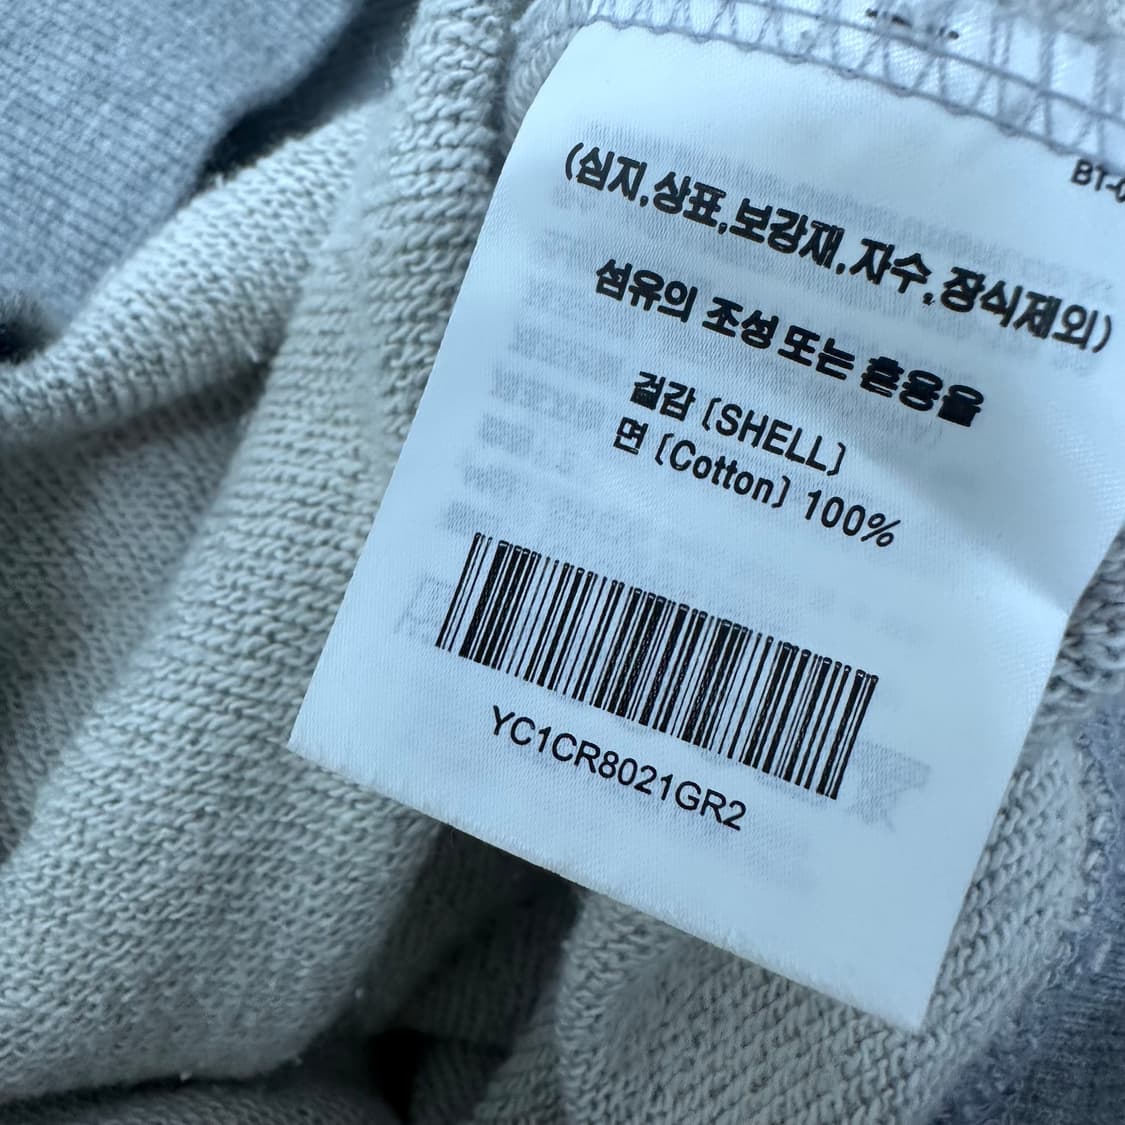 BT-0
(심지,상표,보강재,자수,장식제외)
섬유의 조성 또는 혼용율
겉감 (SHELL)
면 (Cotton) 100%
YC1CR8021GR2